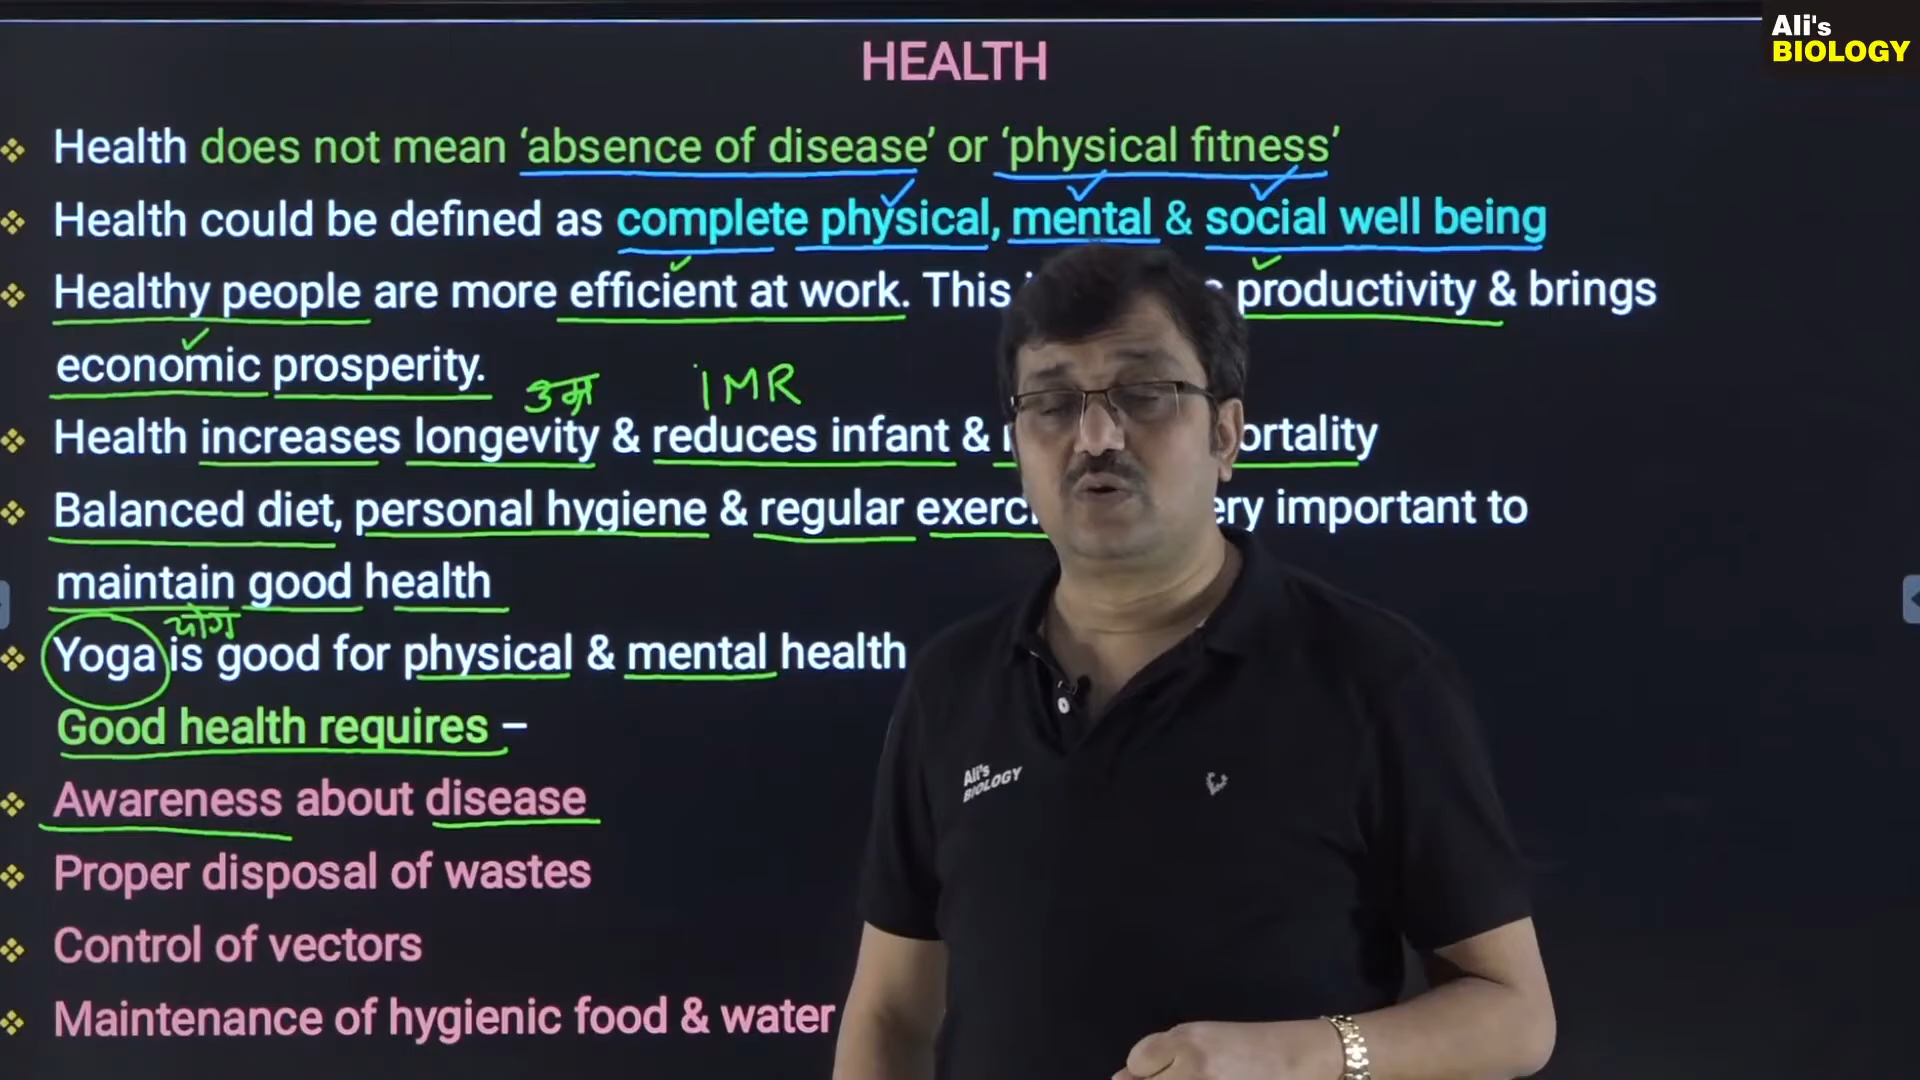 Ali's
BIOLOGY
HEALTH
Health does not mean ‘absence of disease’ or ‘physical fitness’
Health could be defined as complete physical, mental & social well being
Healthy people are more efficient at work. This productivity & brings
economic prosperity.
उम्र IMR
Health increases longevity & reduces infant & ortality
Balanced diet, personal hygiene & regular exerci ery important to
maintain good health
योग
Yoga is good for physical & mental health
Good health requires –
Awareness about disease
Proper disposal of wastes
Control of vectors
Maintenance of hygienic food & water
Ali's
BIOLOGY